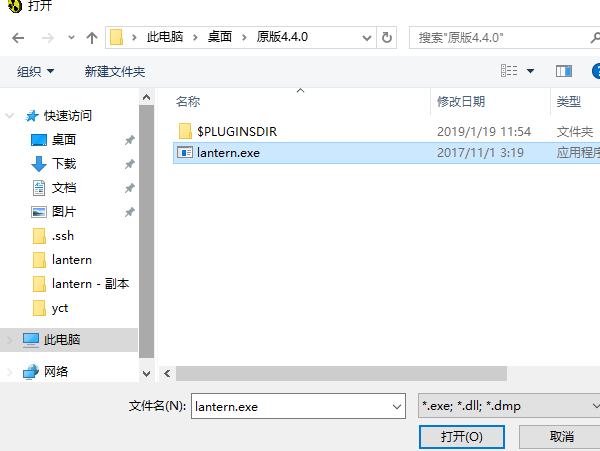 打开
此电脑 桌面 原版4.4.0 搜索"原版4.4.0"
组织 新建文件夹
名称 修改日期 类型
快速访问
桌面
下载
文档
图片
.ssh
lantern
lantern - 副本
yct
此电脑
网络
$PLUGINSDIR 2019/1/19 11:54 文件夹
lantern.exe 2017/11/1 3:19 应用程序
文件名(N): lantern.exe *.exe; *.dll; *.dmp
打开(O) 取消